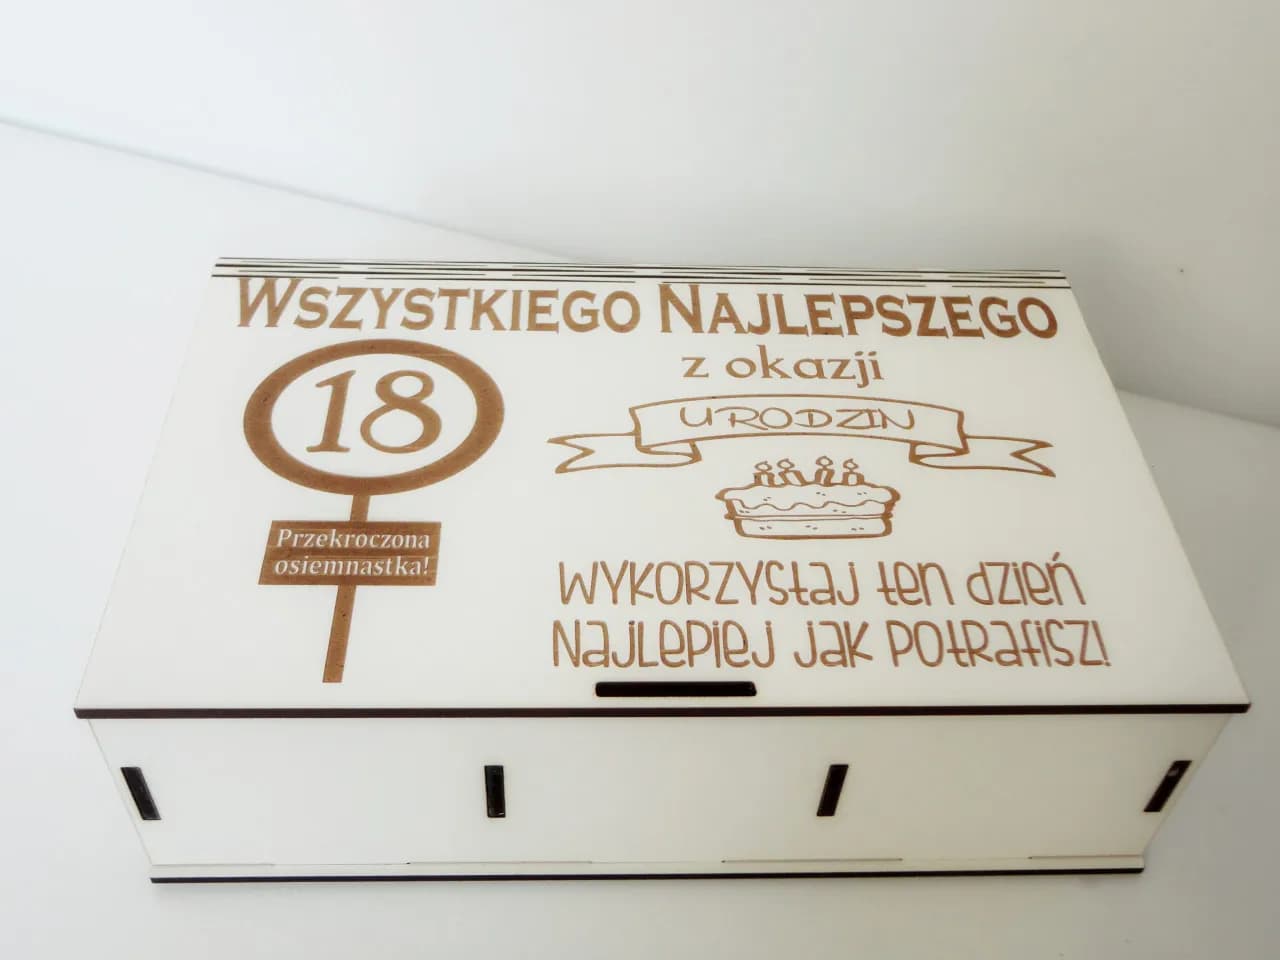 Wszystkiego Najlepszego
z okazji
URODZIN
18
Przekroczona
osiemnastka!
WYKORZYstaj ten dzień
Najlepiej jak potrafisz!